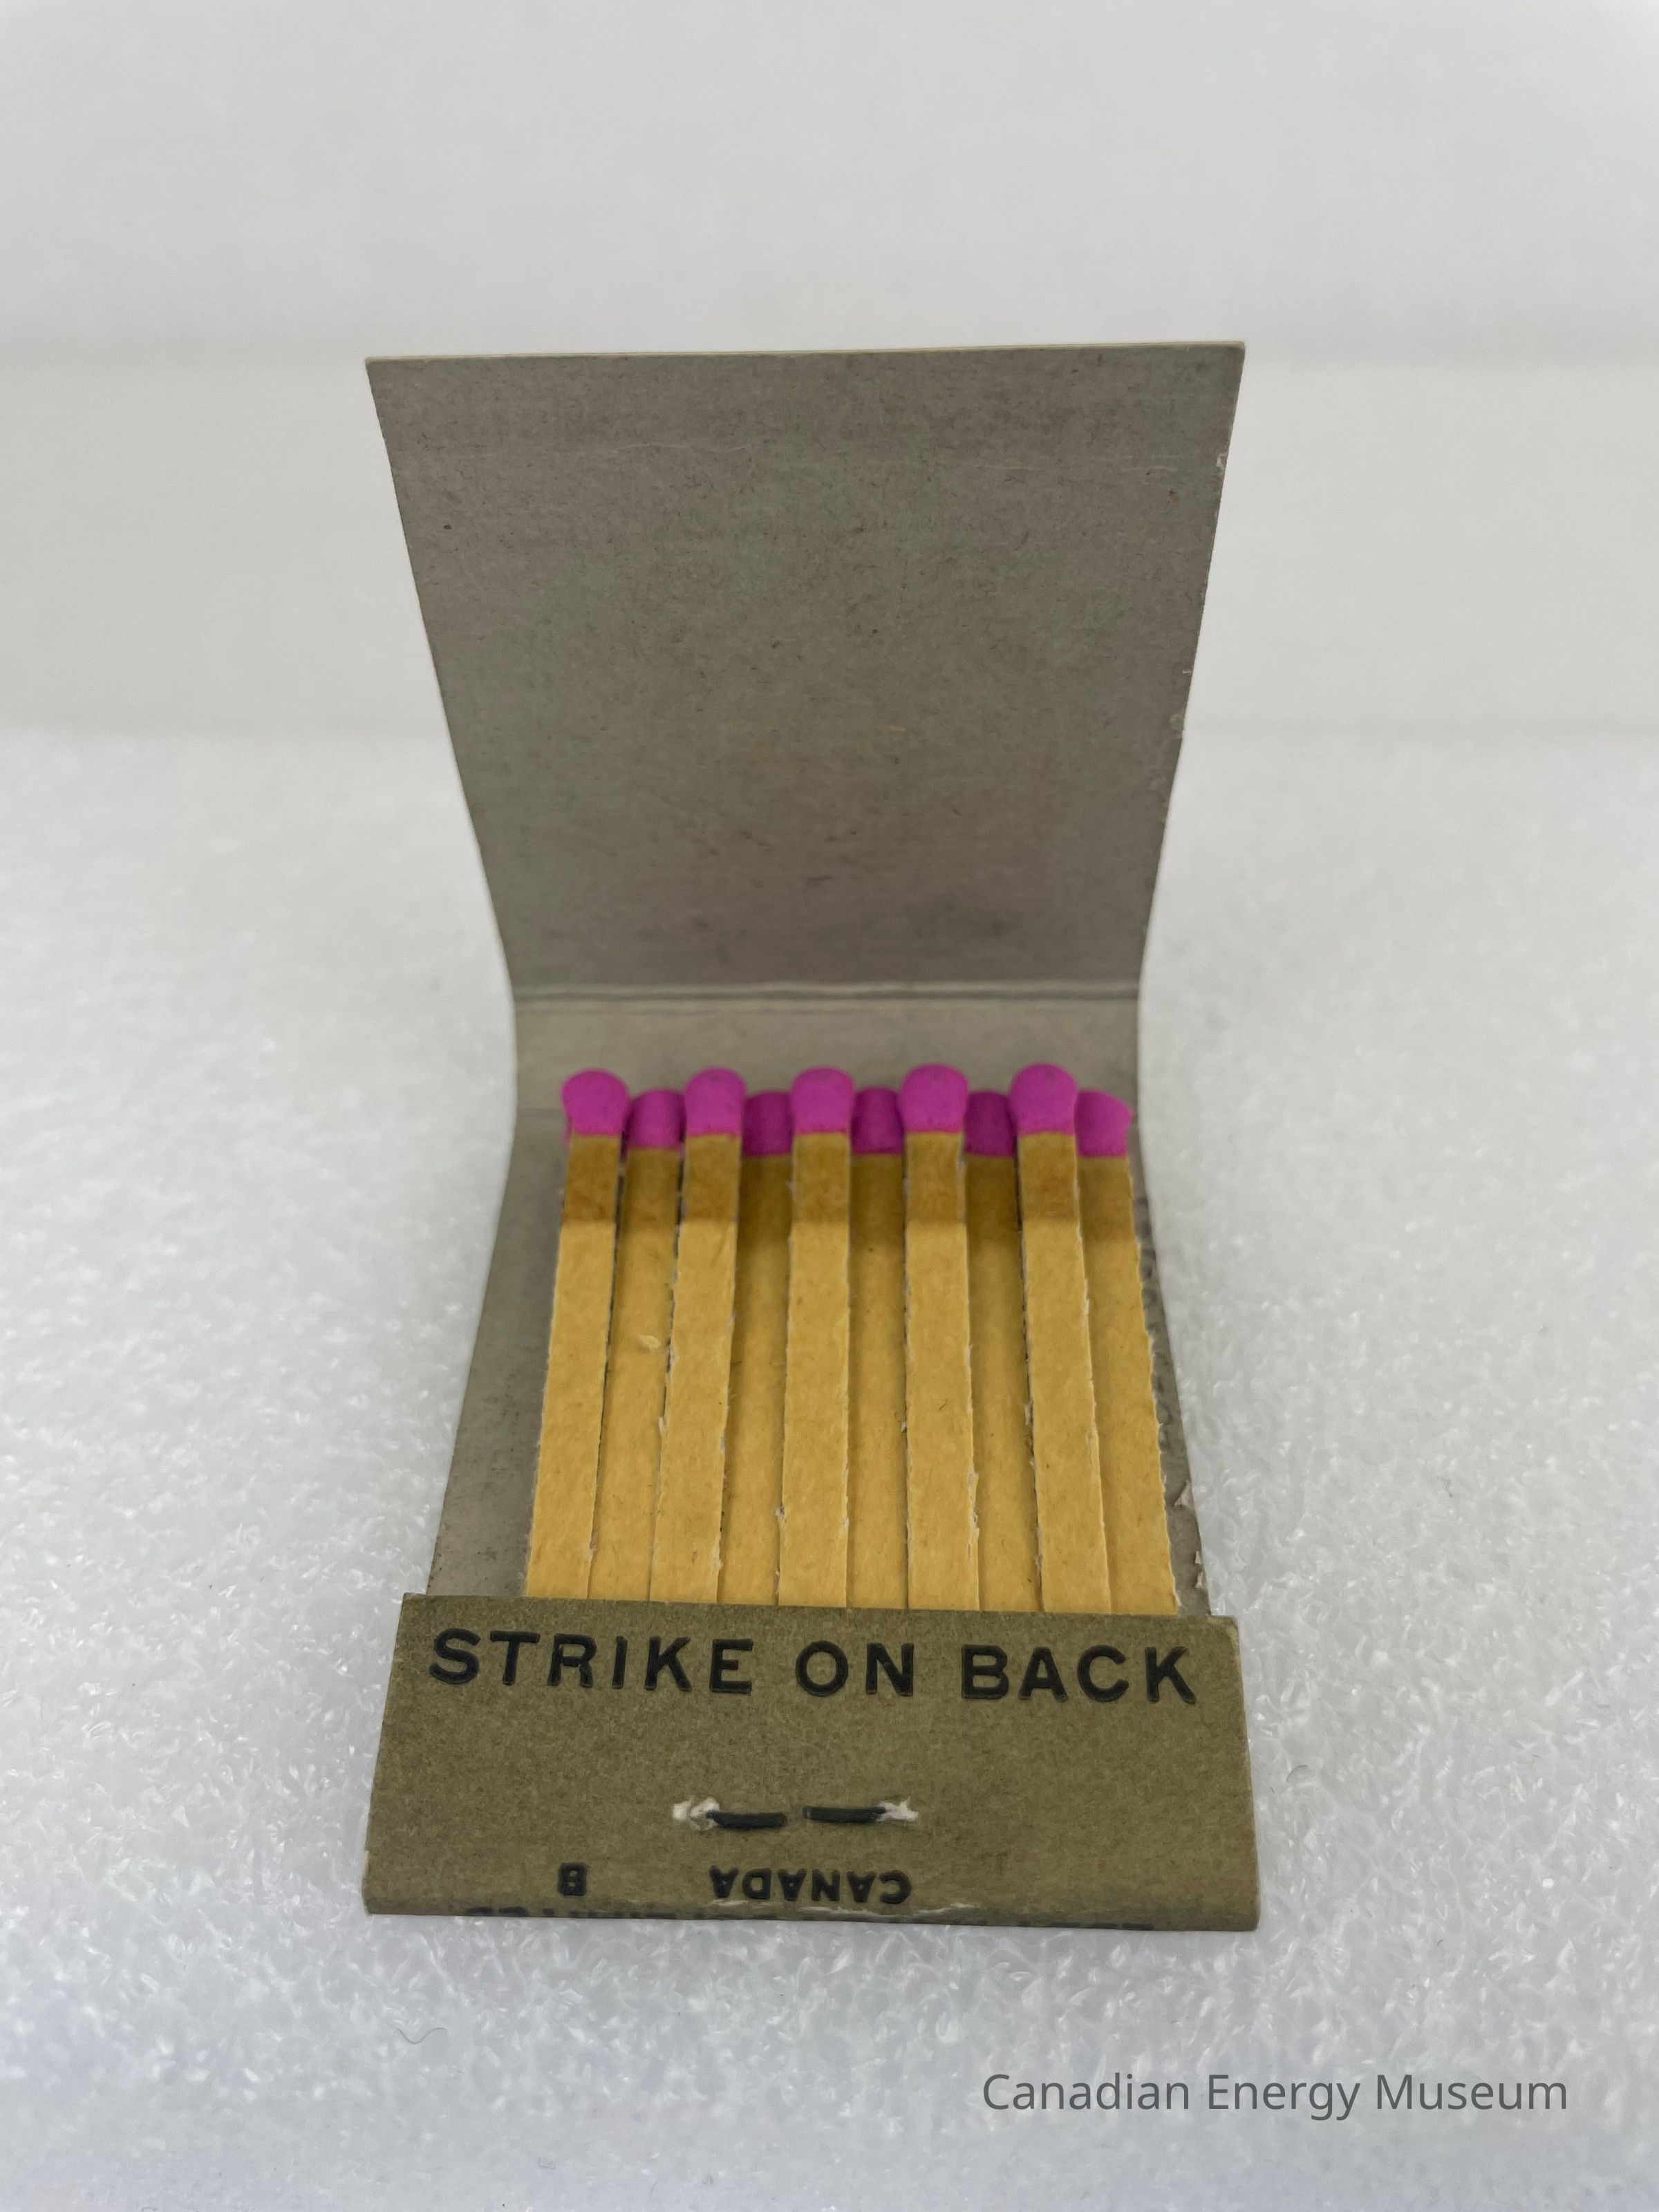 STRIKE ON BACK
CANADA B
Canadian Energy Museum